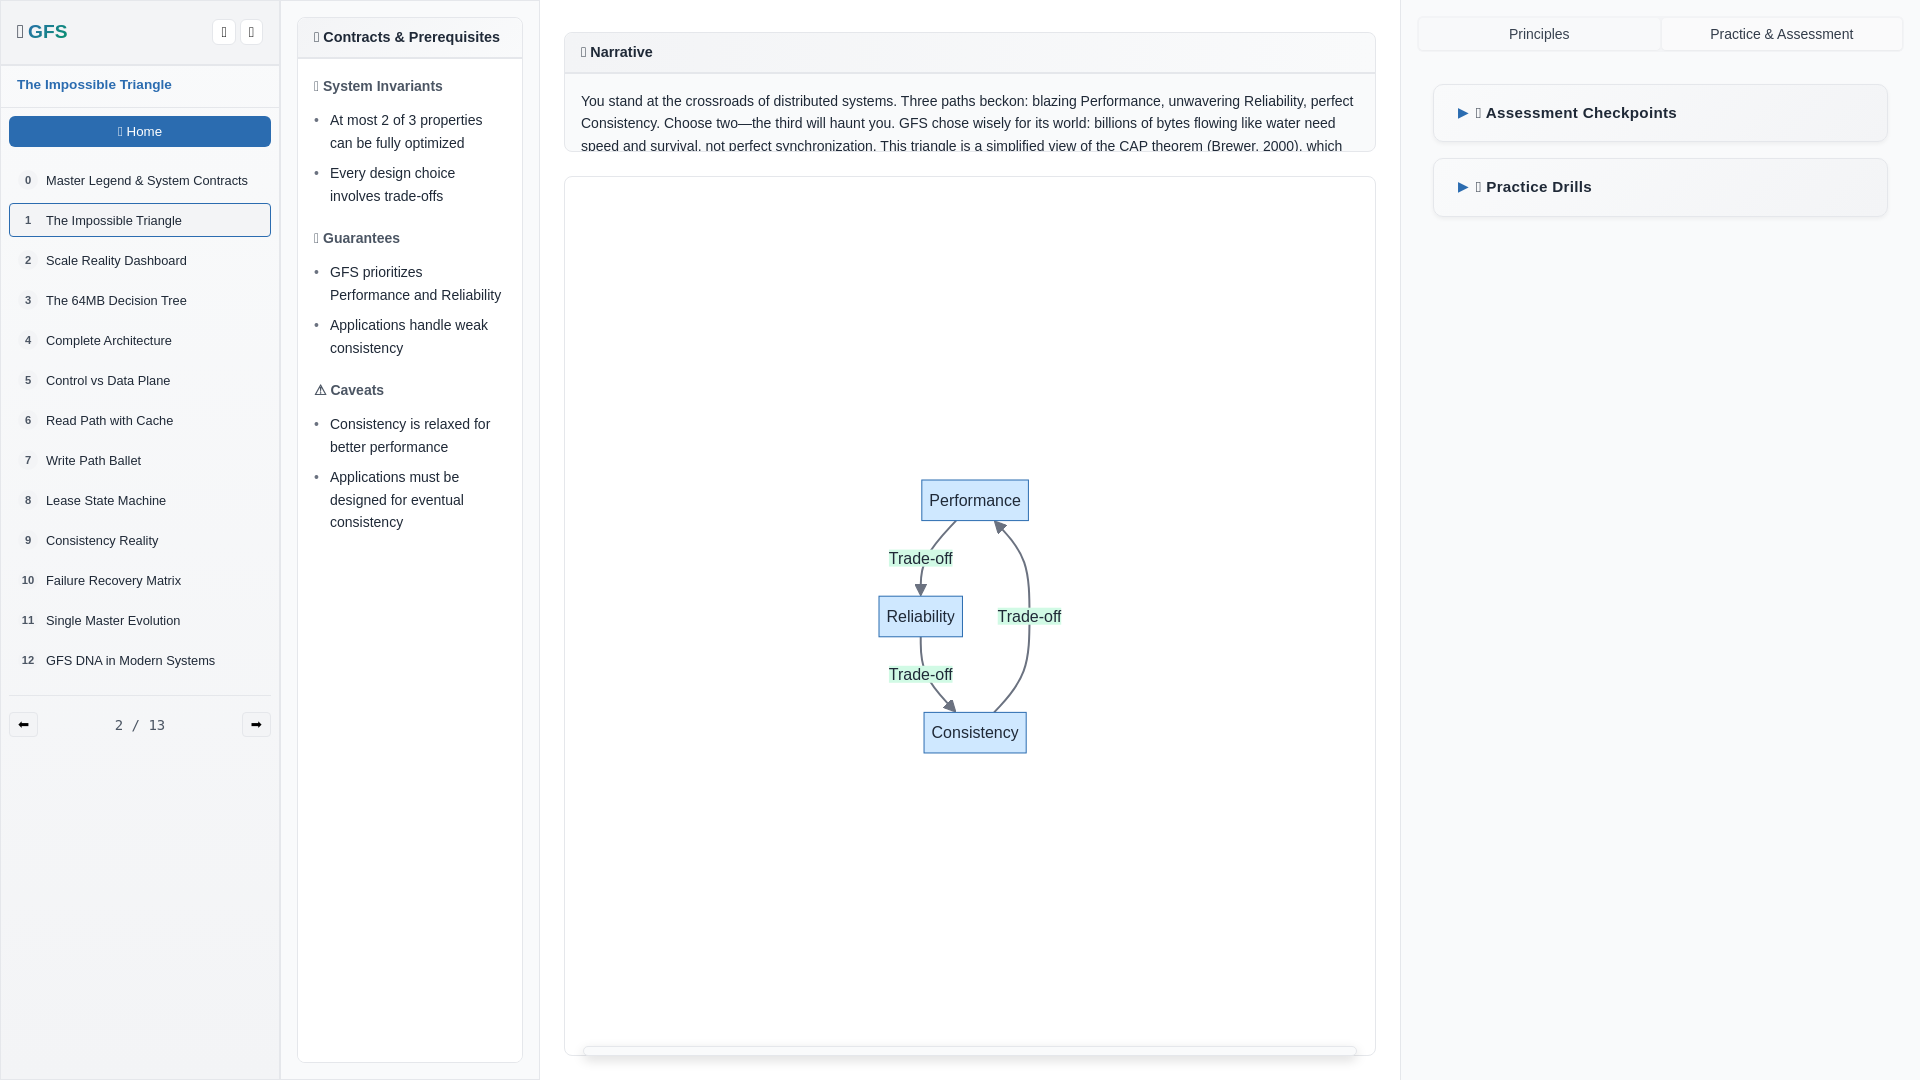 GFS
The Impossible Triangle
Home
0 Master Legend & System Contracts
1 The Impossible Triangle
2 Scale Reality Dashboard
3 The 64MB Decision Tree
4 Complete Architecture
5 Control vs Data Plane
6 Read Path with Cache
7 Write Path Ballet
8 Lease State Machine
9 Consistency Reality
10 Failure Recovery Matrix
11 Single Master Evolution
12 GFS DNA in Modern Systems
⬅ 2 / 13 ➡
Contracts & Prerequisites
System Invariants
• At most 2 of 3 properties
can be fully optimized
• Every design choice
involves trade-offs
Guarantees
• GFS prioritizes
Performance and Reliability
• Applications handle weak
consistency
⚠ Caveats
• Consistency is relaxed for
better performance
• Applications must be
designed for eventual
consistency
Narrative
You stand at the crossroads of distributed systems. Three paths beckon: blazing Performance, unwavering Reliability, perfect
Consistency. Choose two—the third will haunt you. GFS chose wisely for its world: billions of bytes flowing like water need
speed and survival, not perfect synchronization. This triangle is a simplified view of the CAP theorem (Brewer, 2000), which
Performance
Trade-off
Reliability
Trade-off
Trade-off
Consistency
Principles
Practice & Assessment
▶ Assessment Checkpoints
▶ Practice Drills